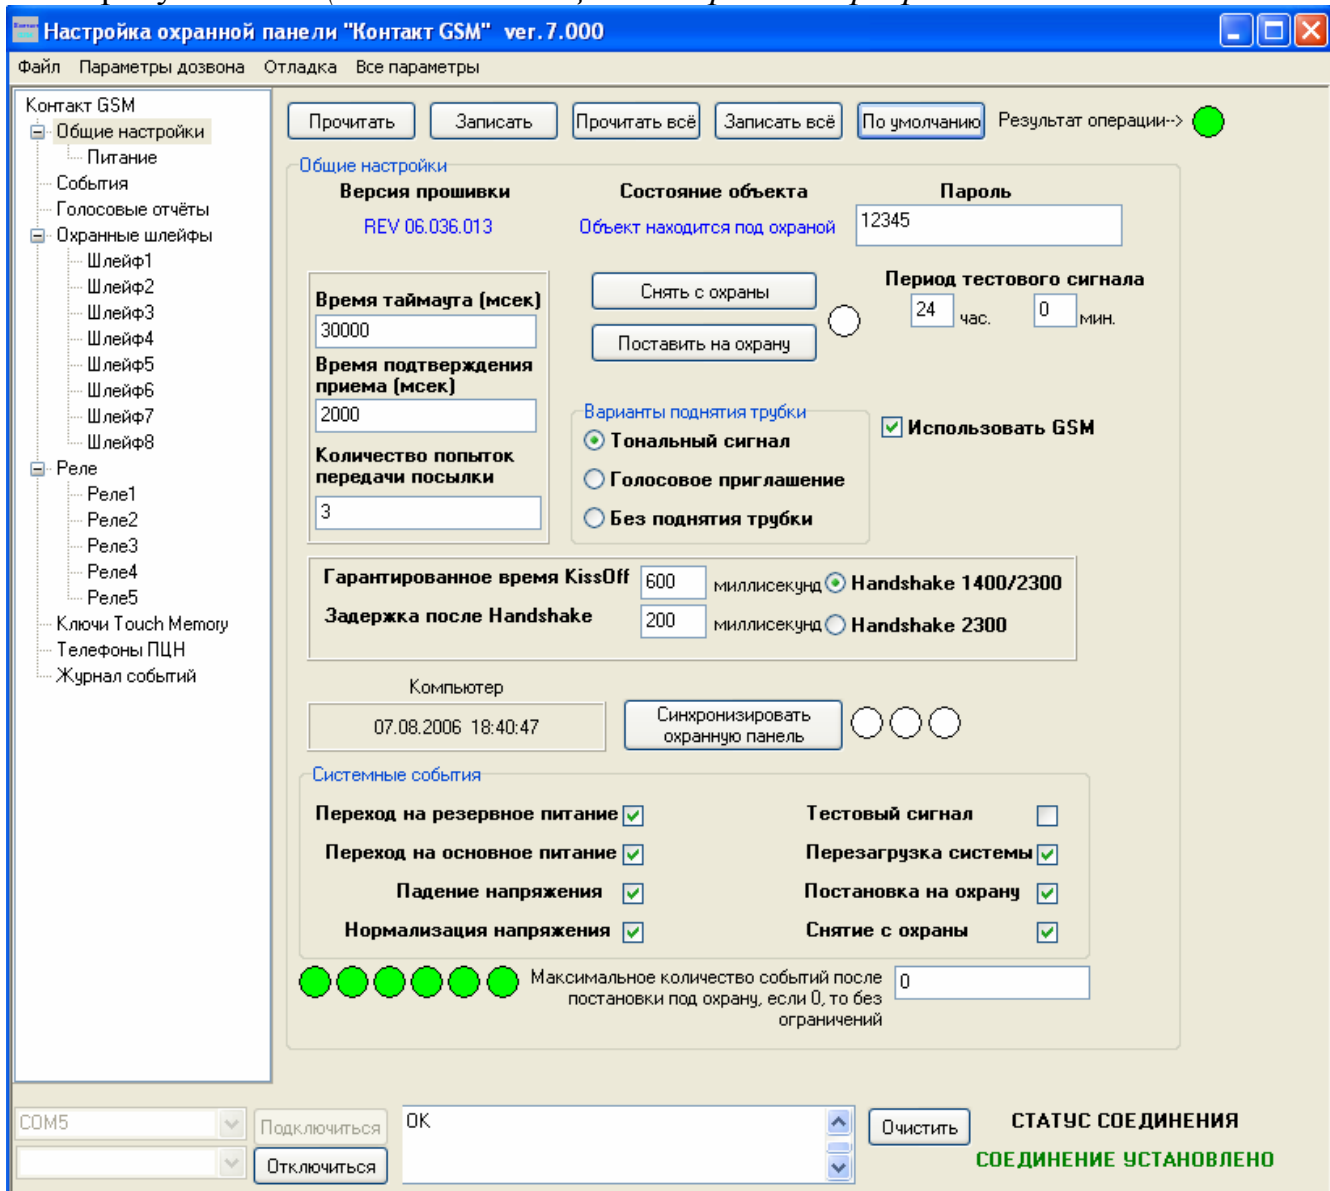 Настройка охранной панели "Контакт GSM" ver.7.000
Файл Параметры дозвона Отладка Все параметры
Контакт GSM
Общие настройки
Питание
События
Голосовые отчёты
Охранные шлейфы
Шлейф1
Шлейф2
Шлейф3
Шлейф4
Шлейф5
Шлейф6
Шлейф7
Шлейф8
Реле
Реле1
Реле2
Реле3
Реле4
Реле5
Ключи Touch Memory
Телефоны ПЦН
Журнал событий
Прочитать Записать Прочитать всё Записать всё По умолчанию Результат операции-->
Общие настройки
Версия прошивки Состояние объекта Пароль
REV 06.036.013 Объект находится под охраной 12345
Время таймаута (мсек)
30000
Время подтверждения
приема (мсек)
2000
Количество попыток
передачи посылки
3
Снять с охраны
Поставить на охрану
Период тестового сигнала
24 час. 0 мин.
Варианты поднятия трубки
Тональный сигнал
Голосовое приглашение
Без поднятия трубки
Использовать GSM
Гарантированное время KissOff 600 миллисекунд Handshake 1400/2300
Задержка после Handshake 200 миллисекунд Handshake 2300
Компьютер
07.08.2006 18:40:47
Синхронизировать
охранную панель
Системные события
Переход на резервное питание Тестовый сигнал
Переход на основное питание Перезагрузка системы
Падение напряжения Постановка на охрану
Нормализация напряжения Снятие с охраны
Максимальное количество событий после
постановки под охрану, если 0, то без
ограничений
0
COM5 Подключиться OK Очистить СТАТУС СОЕДИНЕНИЯ
Отключиться СОЕДИНЕНИЕ УСТАНОВЛЕНО